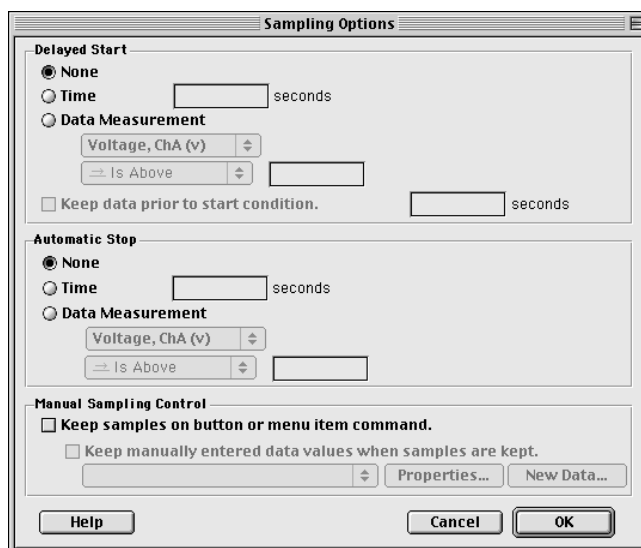 Sampling Options
Delayed Start
None
Time seconds
Data Measurement
Voltage, ChA (v)
Is Above
Keep data prior to start condition. seconds
Automatic Stop
None
Time seconds
Data Measurement
Voltage, ChA (v)
Is Above
Manual Sampling Control
Keep samples on button or menu item command.
Keep manually entered data values when samples are kept.
Properties... New Data...
Help Cancel OK